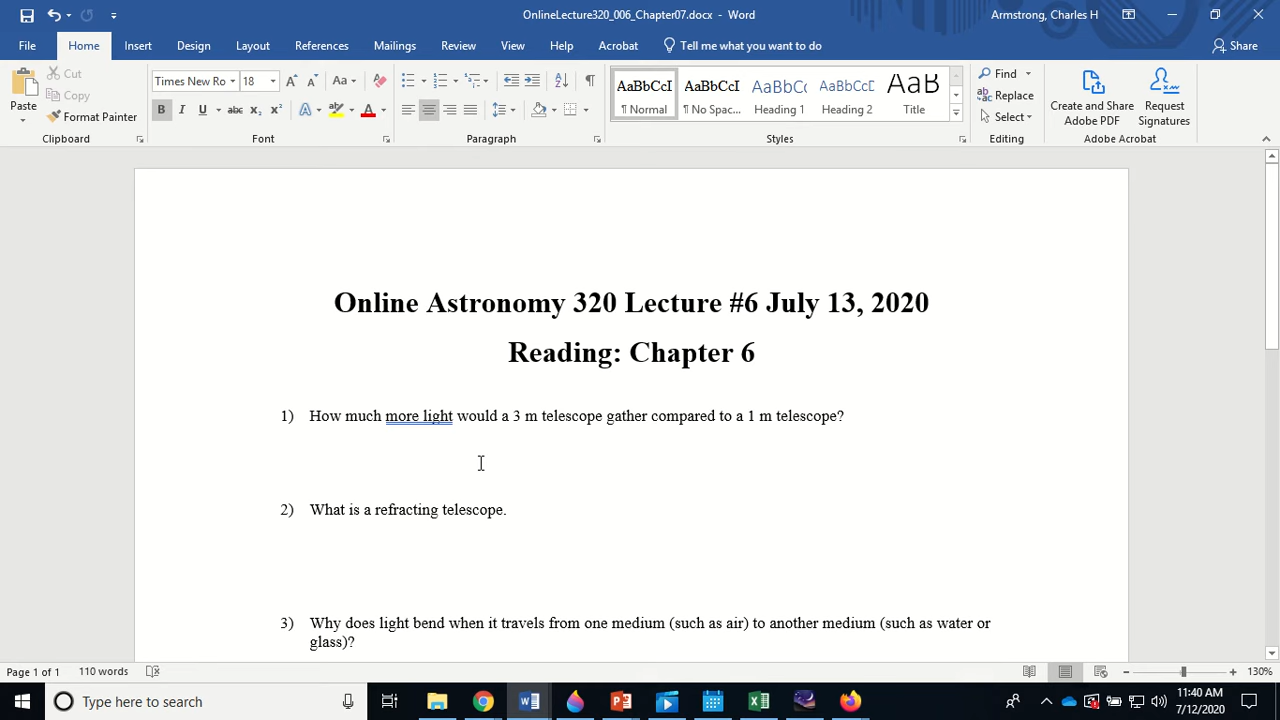 OnlineLecture320_006_Chapter07.docx - Word
Armstrong, Charles H
File Home Insert Design Layout References Mailings Review View Help Acrobat Tell me what you want to do Share
Paste
Cut
Copy
Format Painter
Clipboard
Times New Ro 18
Font
Paragraph
AaBbCcI
¶ Normal
AaBbCcI
¶ No Spac...
AaBbCc
Heading 1
AaBbCcD
Heading 2
AaBb
Title
Styles
Find
Replace
Select
Editing
Create and Share
Adobe PDF
Request
Signatures
Adobe Acrobat
Online Astronomy 320 Lecture #6 July 13, 2020
Reading: Chapter 6
1) How much more light would a 3 m telescope gather compared to a 1 m telescope?
2) What is a refracting telescope.
3) Why does light bend when it travels from one medium (such as air) to another medium (such as water or
glass)?
Page 1 of 1 110 words 130%
Type here to search
11:40 AM
7/12/2020